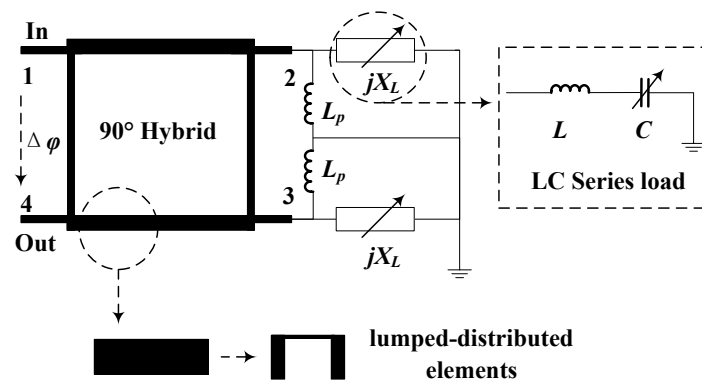 In
1
2
jX_L
90° Hybrid
L_p
Δ φ
L_p
4
3
Out
jX_L
L
C
LC Series load
lumped-distributed
elements